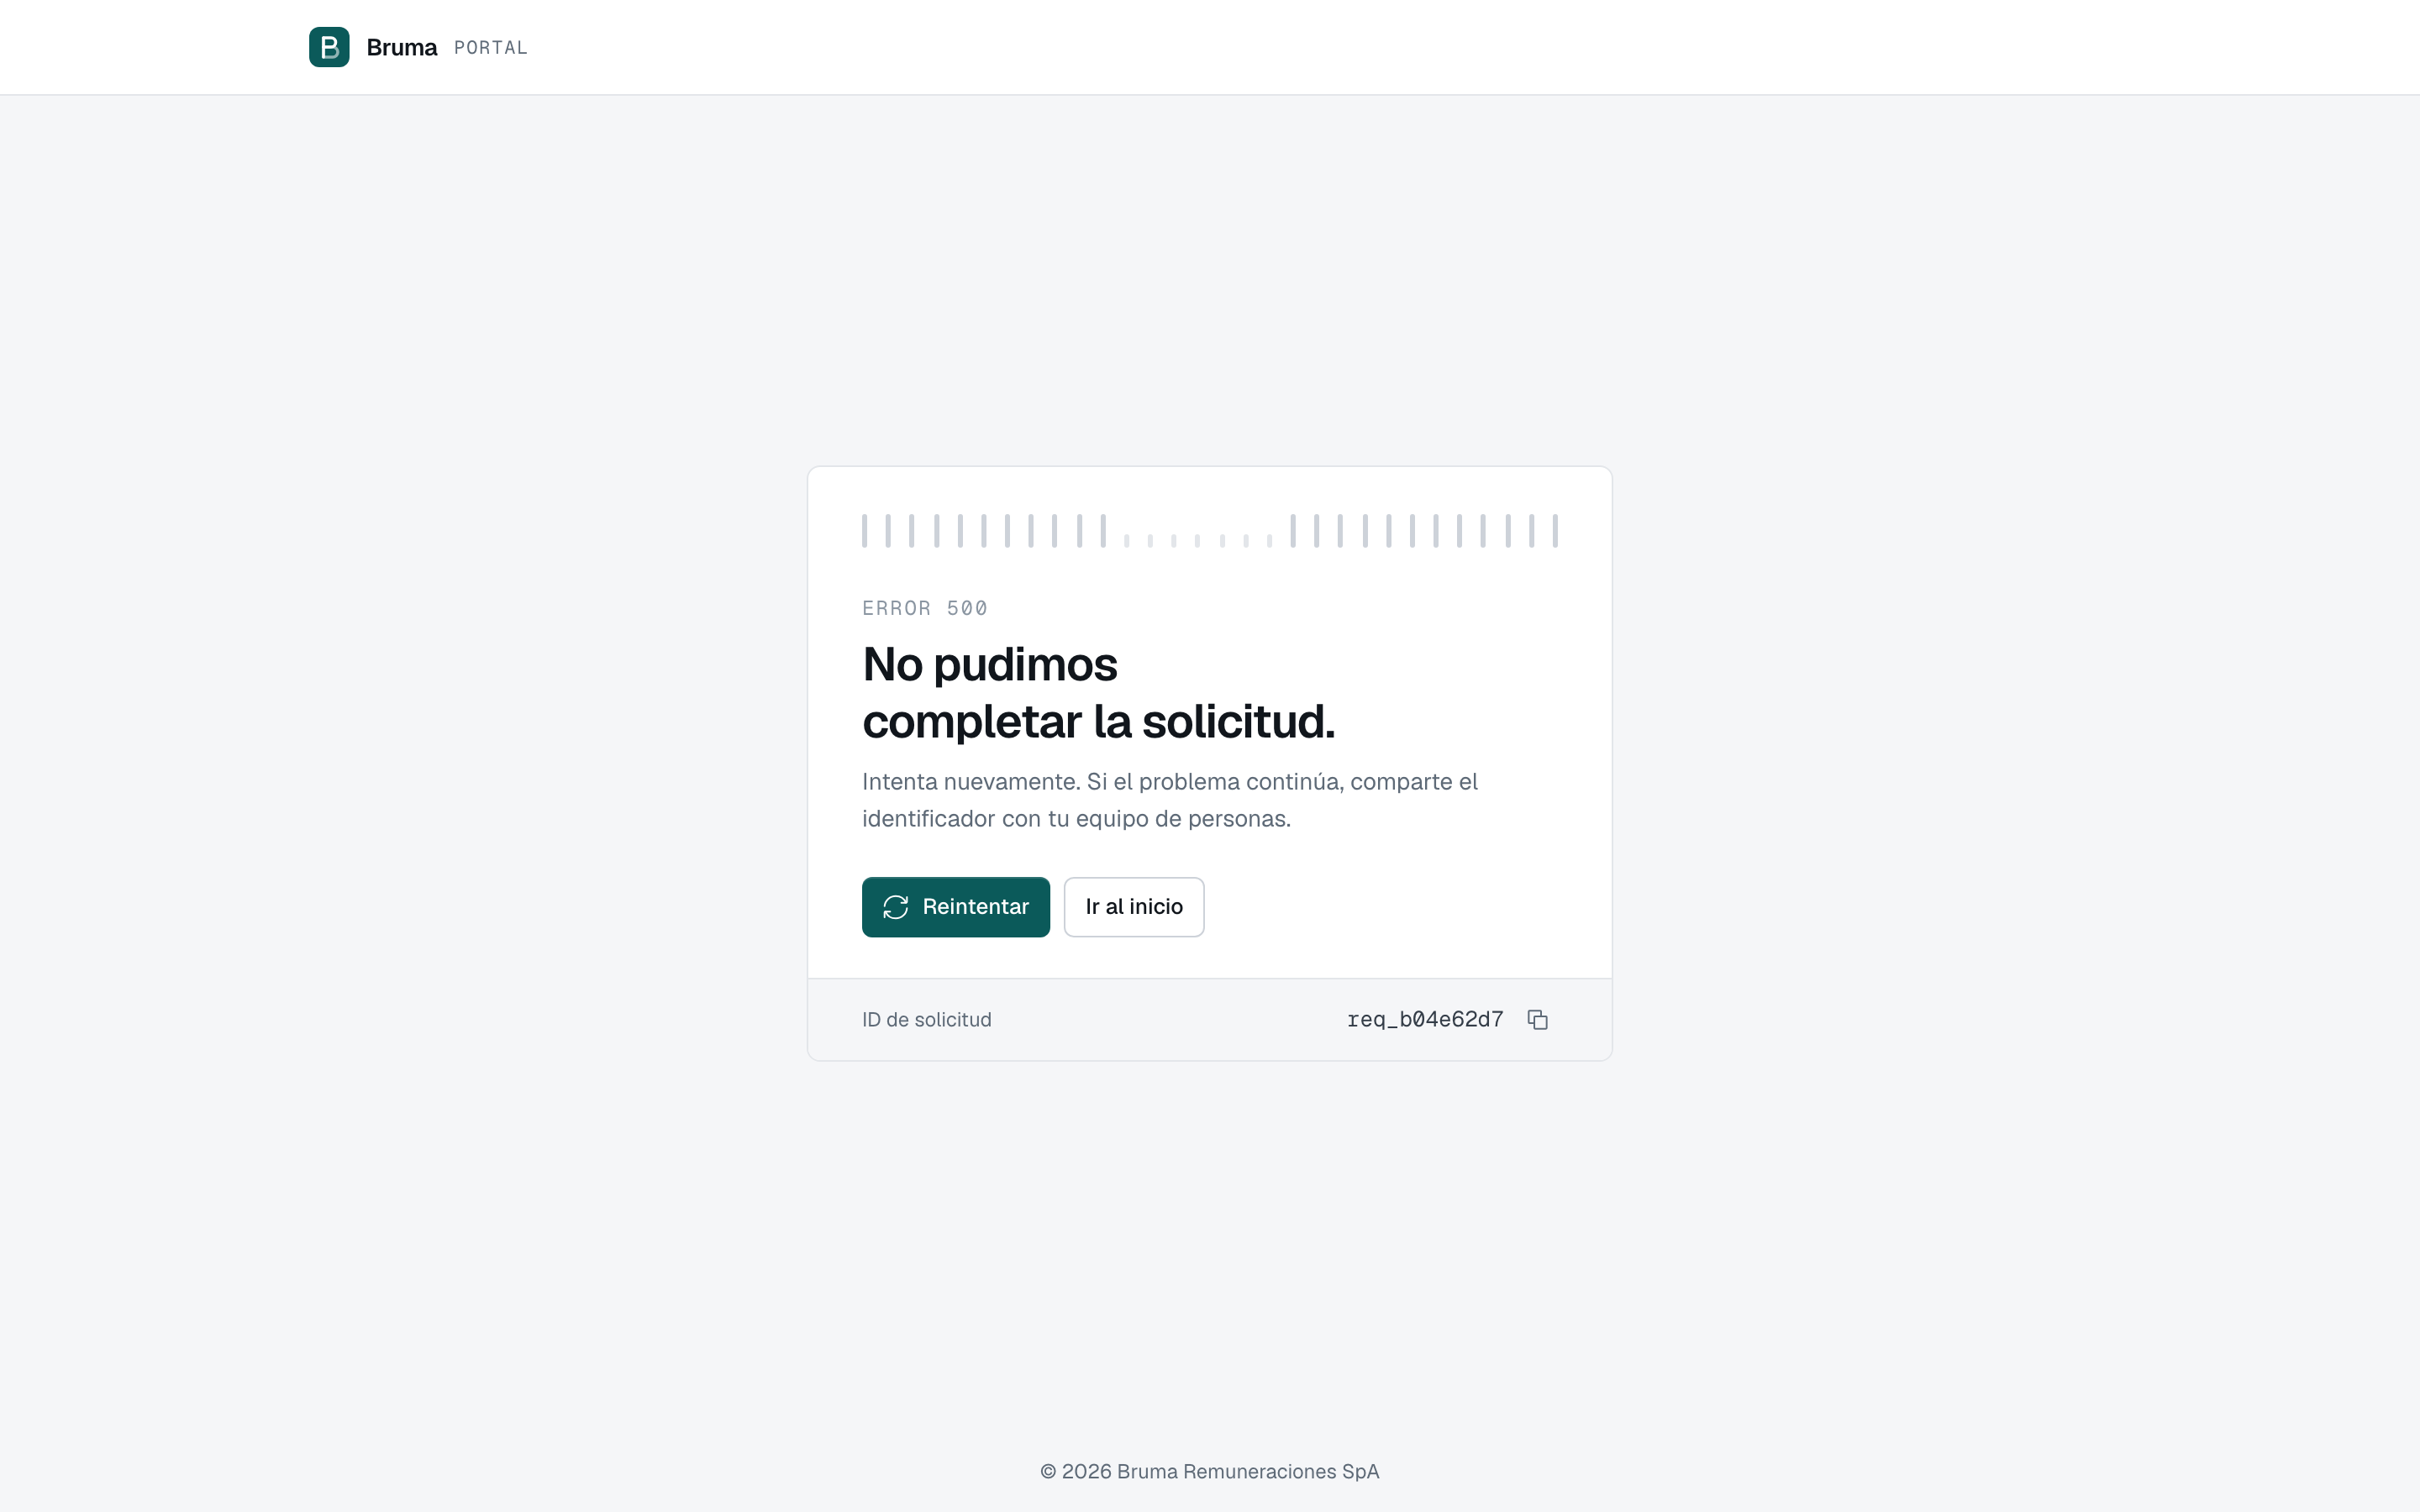 B Bruma PORTAL
ERROR 500
No pudimos
completar la solicitud.
Intenta nuevamente. Si el problema continúa, comparte el
identificador con tu equipo de personas.
Reintentar Ir al inicio
ID de solicitud req_b04e62d7
© 2026 Bruma Remuneraciones SpA